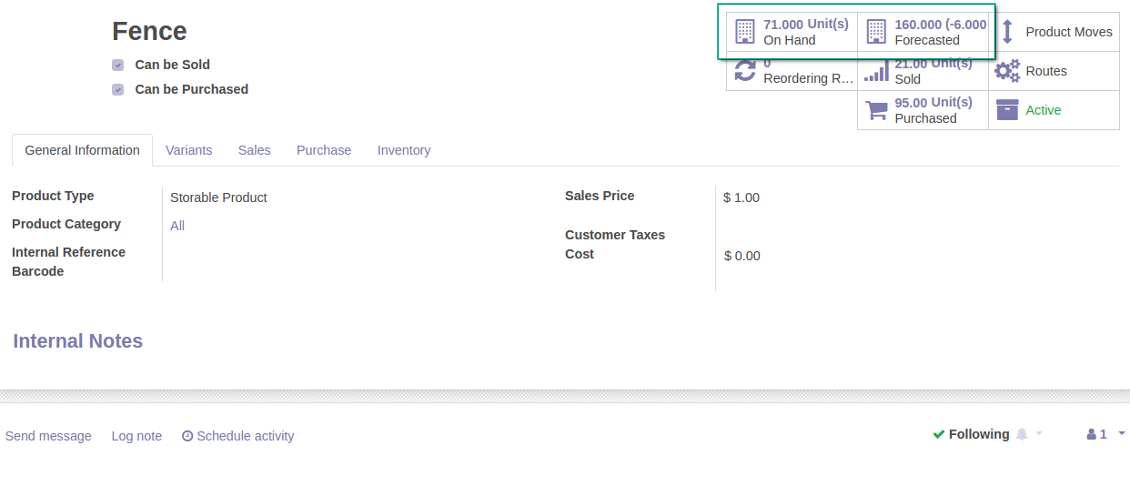 Fence
Can be Sold
Can be Purchased
71.000 Unit(s)
On Hand
160.000 (-6.000
Forecasted
Product Moves
0
Reordering R...
21.00 Unit(s)
Sold
Routes
95.00 Unit(s)
Purchased
Active
General Information Variants Sales Purchase Inventory
Product Type Storable Product
Product Category All
Internal Reference
Barcode
Sales Price $ 1.00
Customer Taxes
Cost $ 0.00
Internal Notes
Send message Log note Schedule activity Following 1